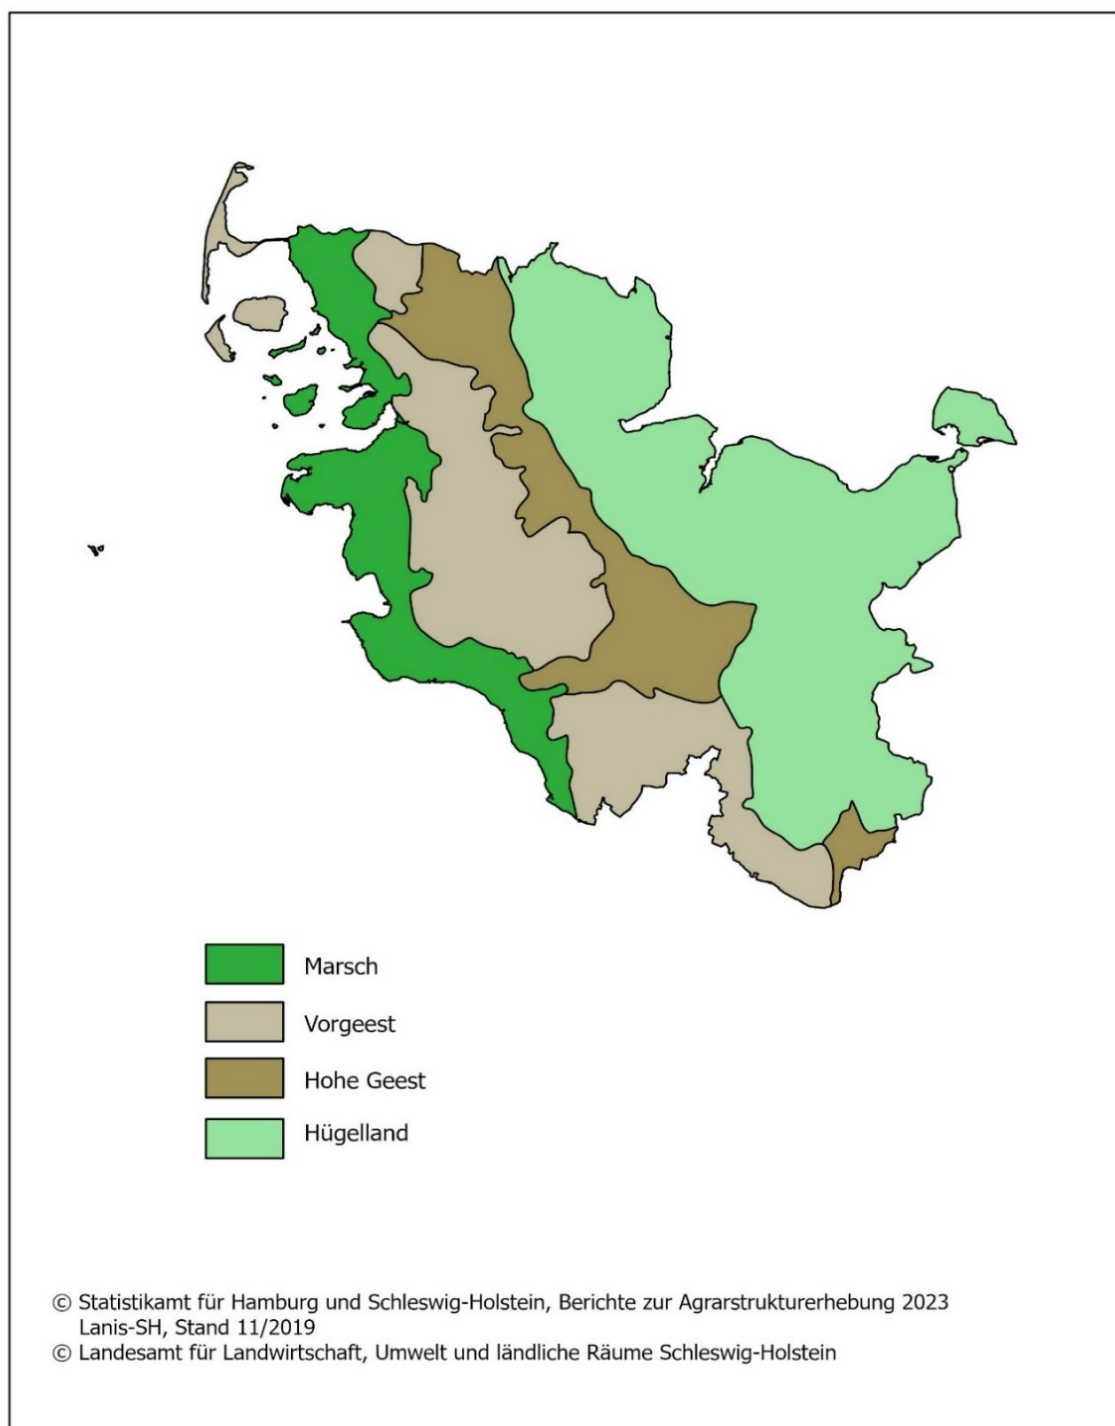 Marsch
Vorgeest
Hohe Geest
Hügelland
© Statistikamt für Hamburg und Schleswig-Holstein, Berichte zur Agrarstrukturerhebung 2023
Lanis-SH, Stand 11/2019
© Landesamt für Landwirtschaft, Umwelt und ländliche Räume Schleswig-Holstein